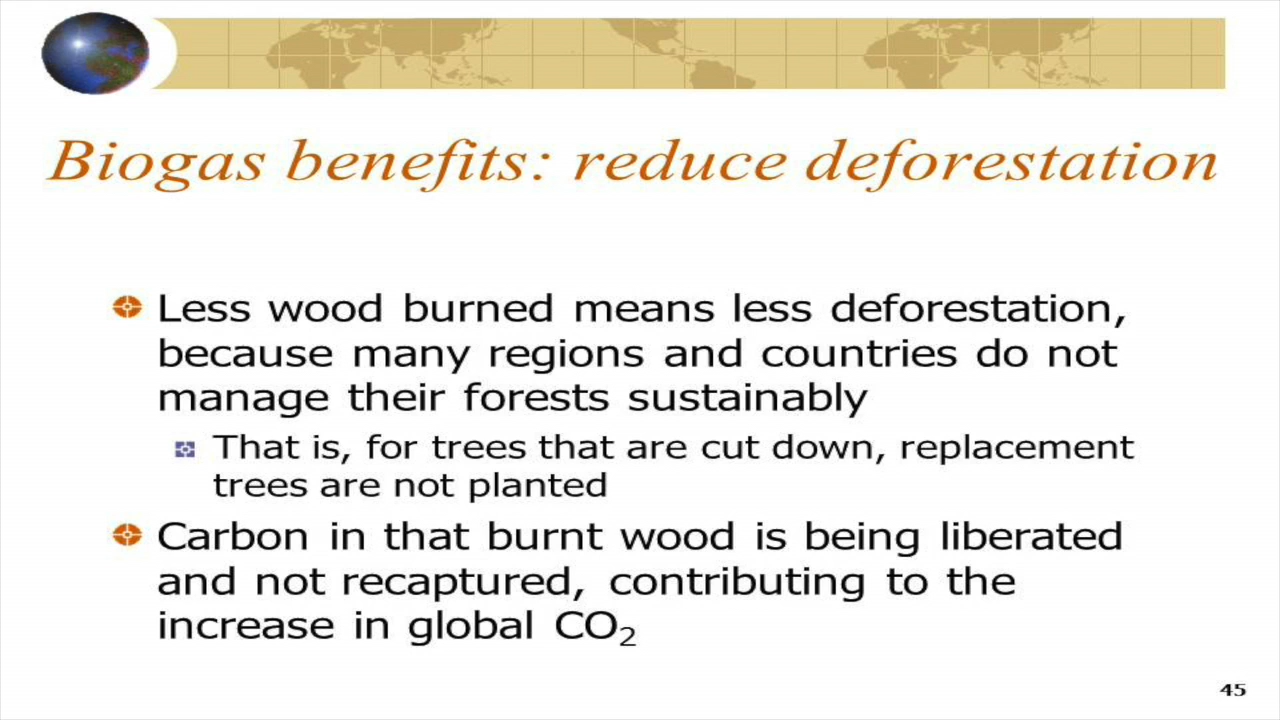 Biogas benefits: reduce deforestation
Less wood burned means less deforestation,
because many regions and countries do not
manage their forests sustainably
That is, for trees that are cut down, replacement
trees are not planted
Carbon in that burnt wood is being liberated
and not recaptured, contributing to the
increase in global CO₂
45